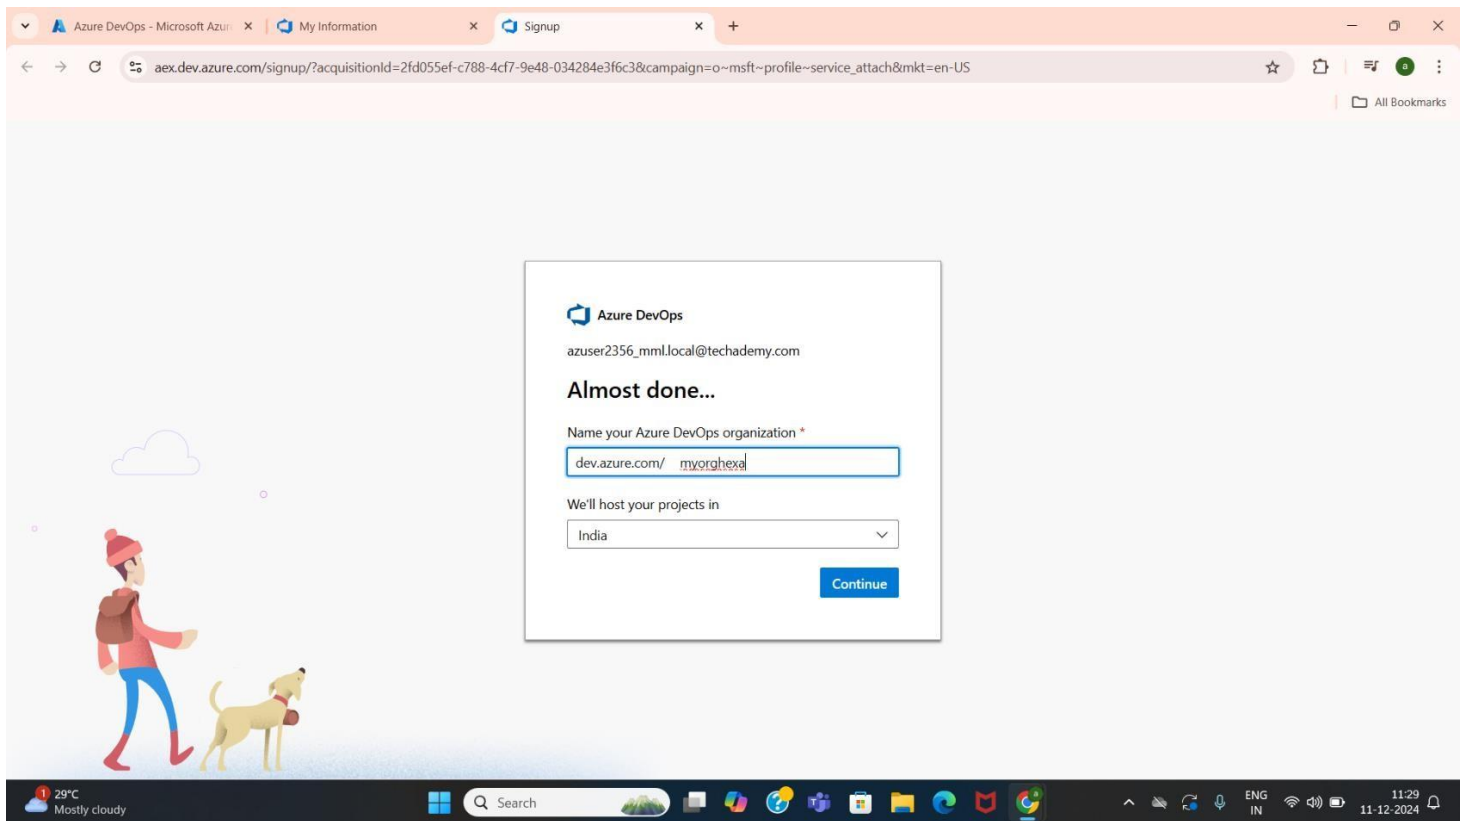 Azure DevOps - Microsoft Azur
My Information
Signup
aex.dev.azure.com/signup/?acquisitionId=2fd055ef-c788-4cf7-9e48-034284e3f6c3&campaign=o~msft~profile~service_attach&mkt=en-US
a
All Bookmarks
Azure DevOps
azuser2356_mml.local@techademy.com
Almost done...
Name your Azure DevOps organization *
dev.azure.com/ myorghexa
We'll host your projects in
India
Continue
1
29°C
Mostly cloudy
Search
ENG
IN
11:29
11-12-2024